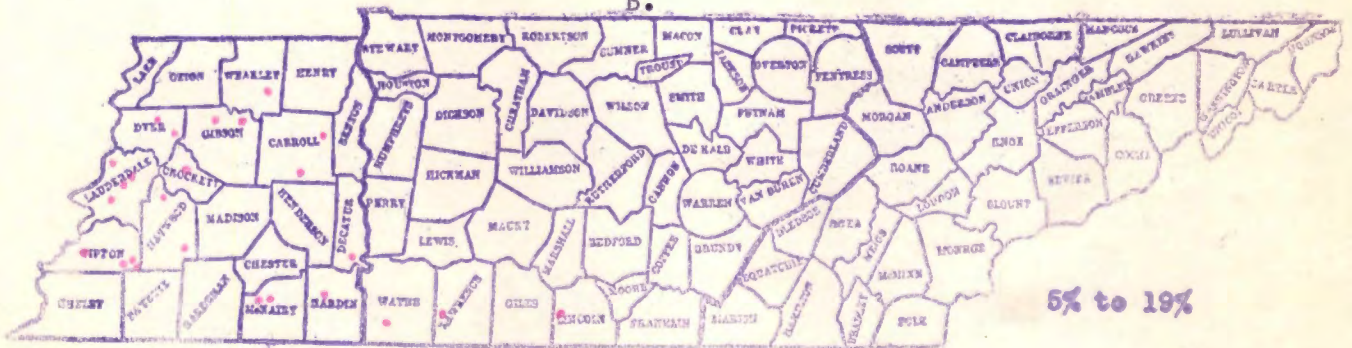 D.
STEWART MONTGOMERY ROBERTSON SUMNER MACON CLAY PICKETT SCOTT CAMPBELL CLAIBORNE HANCOCK HAWKINS SULLIVAN JOHNSON
LAKE OBION WEAKLEY HENRY HOUSTON TROUSDALE JACKSON OVERTON FENTRESS UNION GRAINGER HAMBLEN GREENE WASHINGTON CARTER
DYER GIBSON CARROLL BENTON HUMPHREYS DICKSON CHEATHAM DAVIDSON WILSON SMITH PUTNAM MORGAN ANDERSON KNOX JEFFERSON COCKE UNICOI
LAUDERDALE CROCKETT HICKMAN WILLIAMSON RUTHERFORD CANNON DE KALB WHITE CUMBERLAND ROANE LOUDON BLOUNT SEVIER
TIPTON HAYWOOD MADISON HENDERSON DECATUR PERRY LEWIS MAURY MARSHALL BEDFORD COFFEE WARREN VAN BUREN BLEDSOE RHEA MEIGS MONROE
CHESTER GRUNDY SEQUATCHIE McMINN
SHELBY FAYETTE HARDEMAN McNAIRY HARDIN WAYNE LAWRENCE GILES LINCOLN MOORE FRANKLIN MARION HAMILTON BRADLEY POLK
5% to 19%